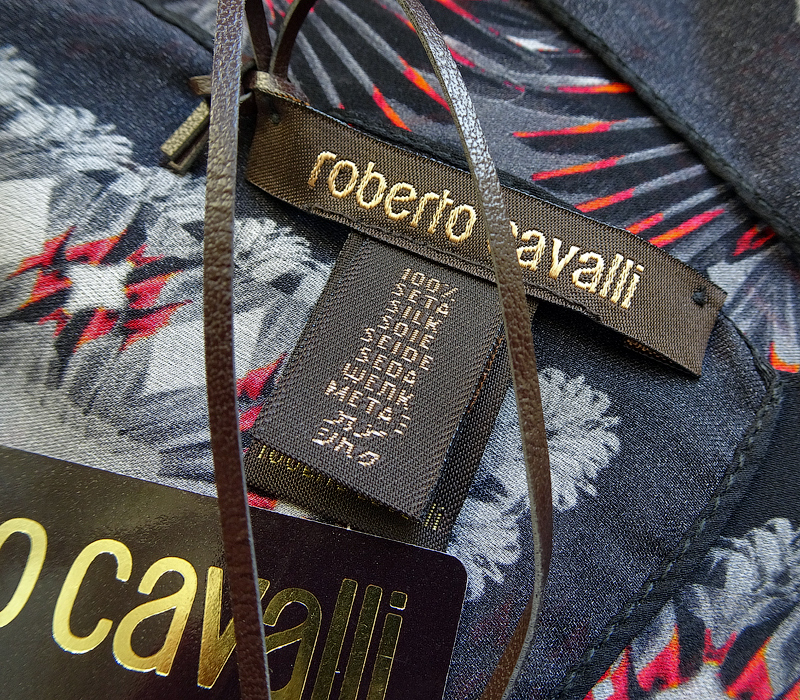 roberto cavalli
100%
SETA
SILK
SOIE
SEIDE
SEDA
o cavalli